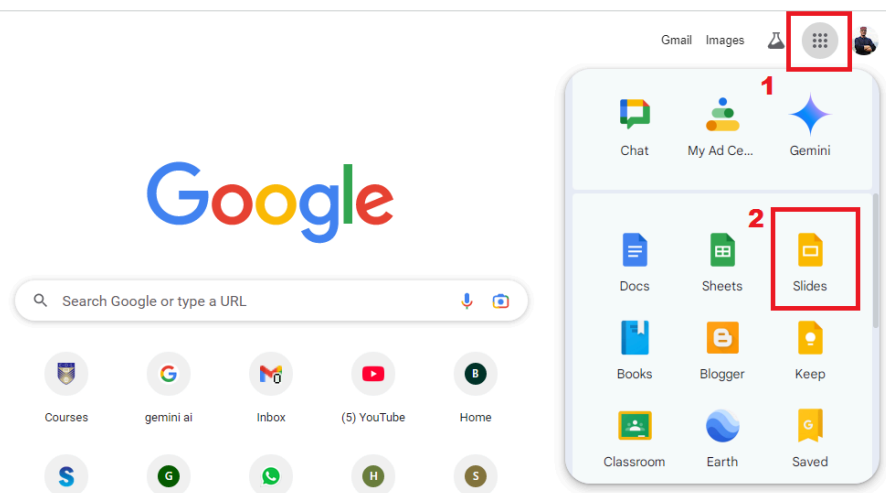 Gmail Images
1
Chat My Ad Ce... Gemini
Google
2
Docs Sheets Slides
Search Google or type a URL
Books Blogger Keep
B
Courses gemini ai Inbox (5) YouTube Home
0
Classroom Earth Saved
S G H S